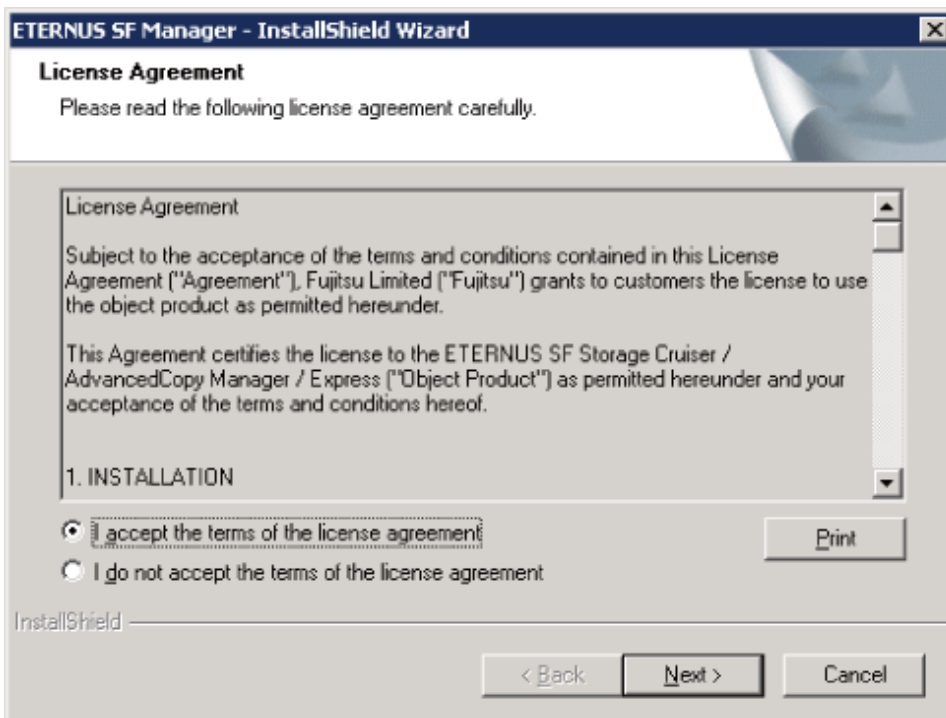 ETERNUS SF Manager - InstallShield Wizard
License Agreement
Please read the following license agreement carefully.
License Agreement
Subject to the acceptance of the terms and conditions contained in this License
Agreement ("Agreement"), Fujitsu Limited ("Fujitsu") grants to customers the license to use
the object product as permitted hereunder.
This Agreement certifies the license to the ETERNUS SF Storage Cruiser /
AdvancedCopy Manager / Express ("Object Product") as permitted hereunder and your
acceptance of the terms and conditions hereof.
1. INSTALLATION
I accept the terms of the license agreement
Print
I do not accept the terms of the license agreement
InstallShield
< Back
Next >
Cancel